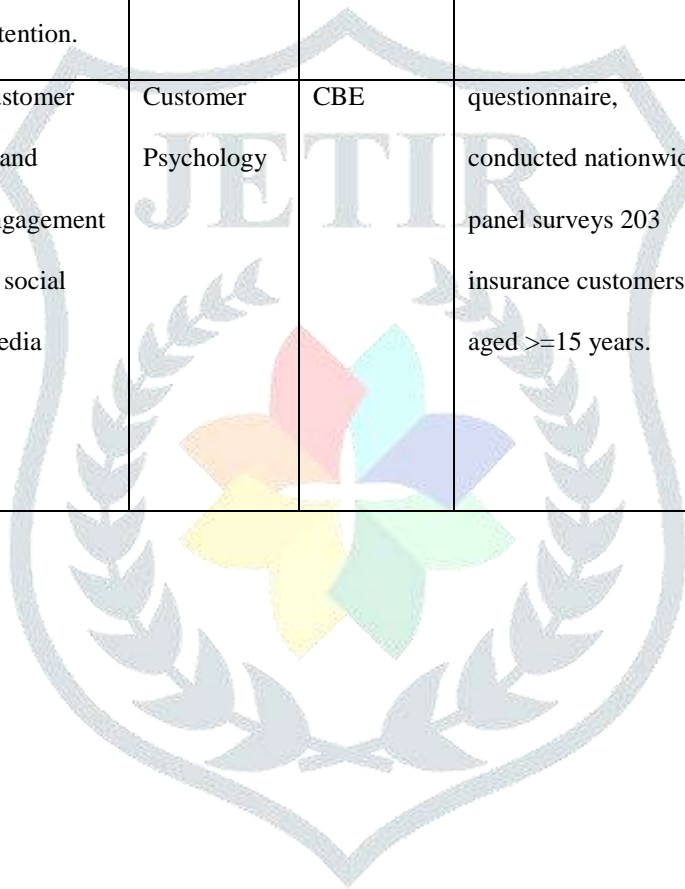 tention.
ustomer
and
gagement
social
edia
Customer
Psychology
CBE
questionnaire,
conducted nationwid
panel surveys 203
insurance customers
aged >=15 years.
JETIR